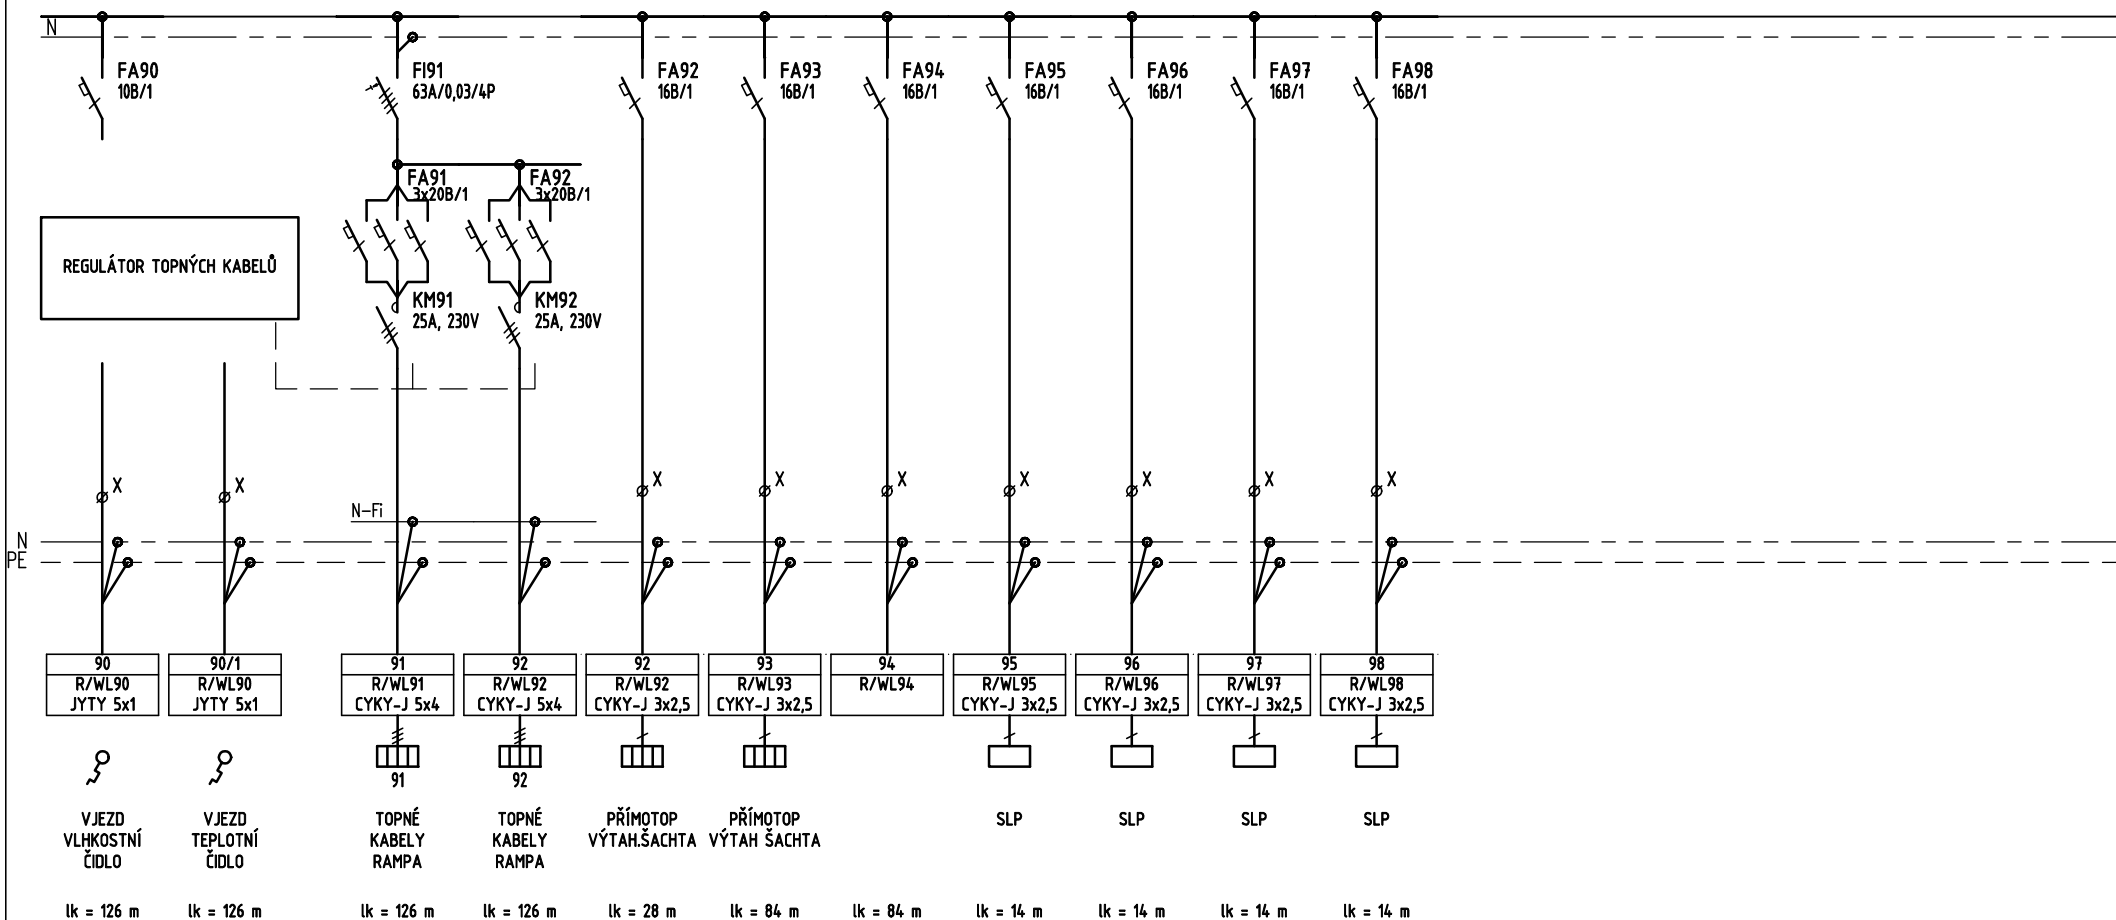 N
FA90
10B/1
FI91
63A/0,03/4P
FA92
16B/1
FA93
16B/1
FA94
16B/1
FA95
16B/1
FA96
16B/1
FA97
16B/1
FA98
16B/1
FA91
3x20B/1
FA92
3x20B/1
REGULÁTOR TOPNÝCH KABELŮ
KM91
25A, 230V
KM92
25A, 230V
X
X
X
X
X
X
X
X
X
N-Fi
N
PE
90
R/WL90
JYTY 5x1
90/1
R/WL90
JYTY 5x1
91
R/WL91
CYKY-J 5x4
92
R/WL92
CYKY-J 5x4
92
R/WL92
CYKY-J 3x2,5
93
R/WL93
CYKY-J 3x2,5
94
R/WL94
95
R/WL95
CYKY-J 3x2,5
96
R/WL96
CYKY-J 3x2,5
97
R/WL97
CYKY-J 3x2,5
98
R/WL98
CYKY-J 3x2,5
91
92
VJEZD
VLHKOSTNÍ
ČIDLO
VJEZD
TEPLOTNÍ
ČIDLO
TOPNÉ
KABELY
RAMPA
TOPNÉ
KABELY
RAMPA
PŘÍMOTOP
VÝTAH.ŠACHTA
PŘÍMOTOP
VÝTAH ŠACHTA
SLP
SLP
SLP
SLP
lk = 126 m
lk = 126 m
lk = 126 m
lk = 126 m
lk = 28 m
lk = 84 m
lk = 84 m
lk = 14 m
lk = 14 m
lk = 14 m
lk = 14 m